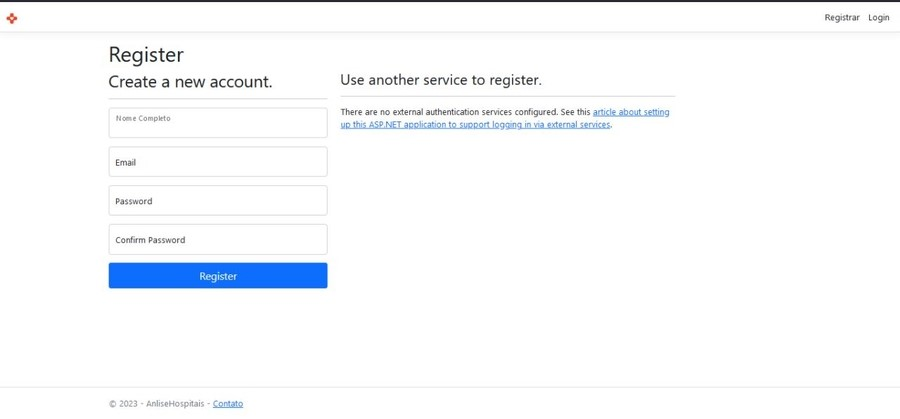 Registrar Login
Register
Create a new account.
Nome Completo
Email
Password
Confirm Password
Register
Use another service to register.
There are no external authentication services configured. See this article about setting
up this ASP.NET application to support logging in via external services.
© 2023 - AnliseHospitais - Contato